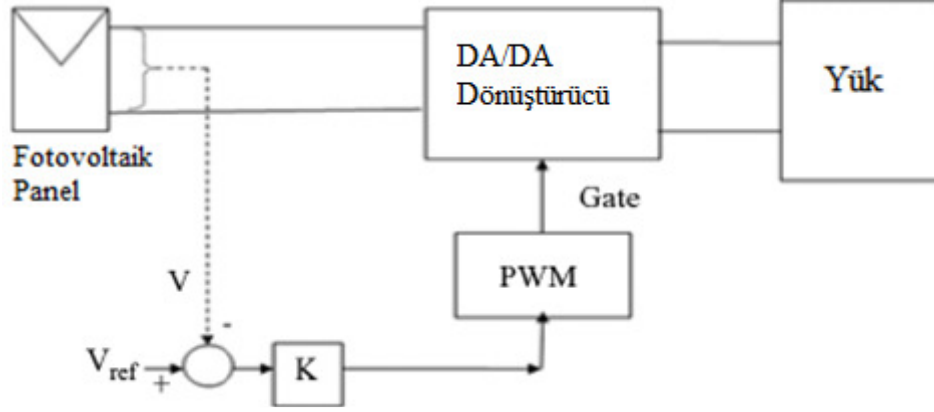 DA/DA
Dönüştürücü
Yük
Fotovoltaik
Panel
Gate
PWM
V
-
V_ref
+
K